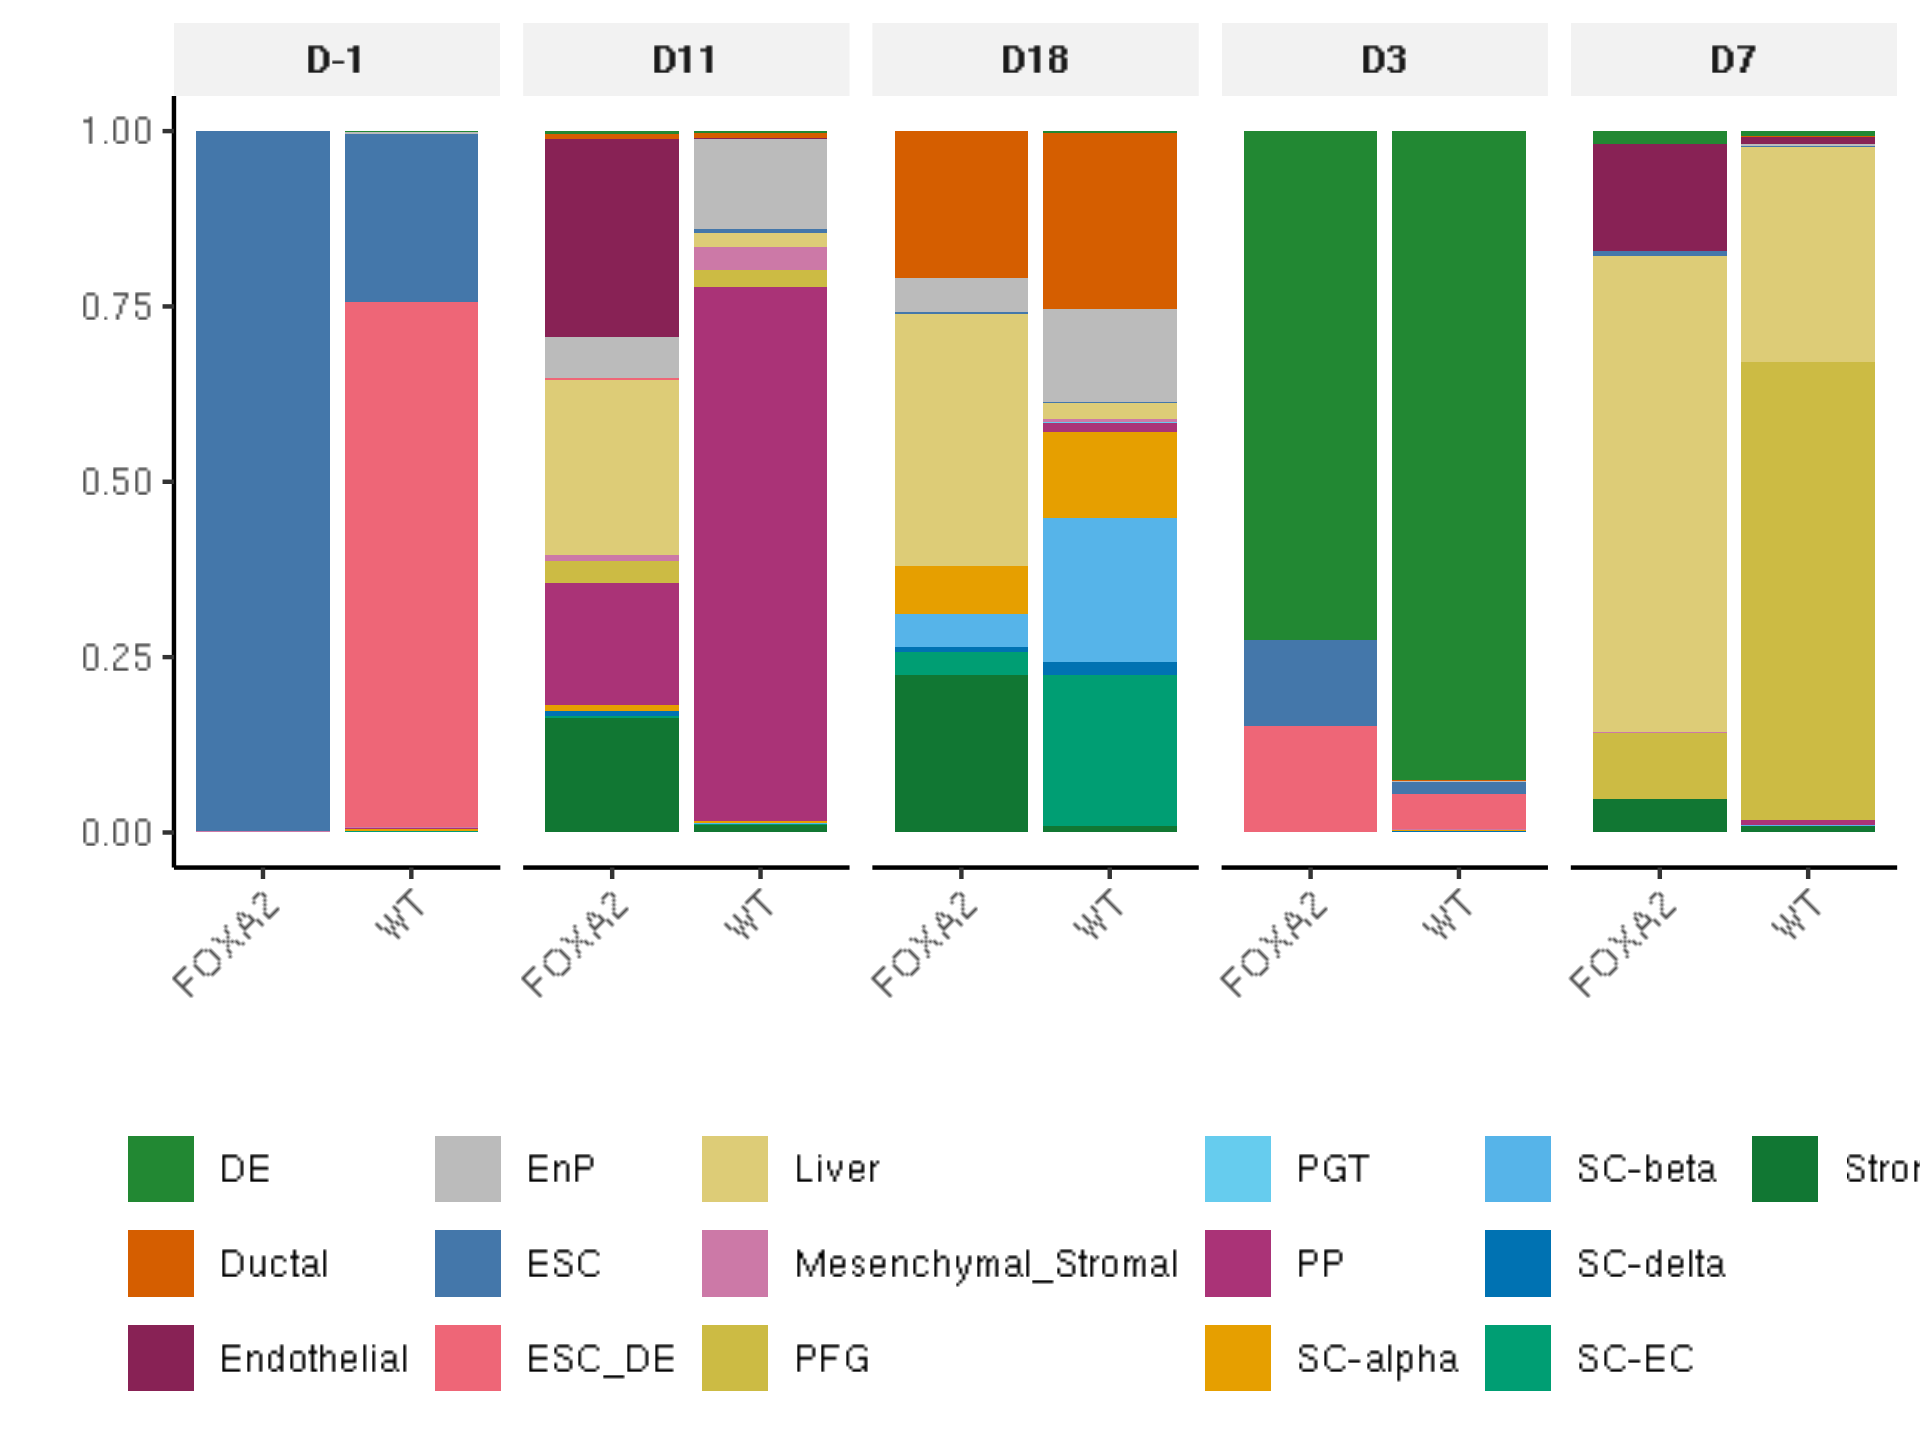 D-1 D11 D18 D3 D7
1.00
0.75
0.50
0.25
0.00
FOXA2 WT FOXA2 WT FOXA2 WT FOXA2 WT FOXA2 WT
DE EnP Liver PGT SC-beta
Ductal ESC Mesenchymal_Stromal PP SC-delta
Endothelial ESC_DE PFG SC-alpha SC-EC